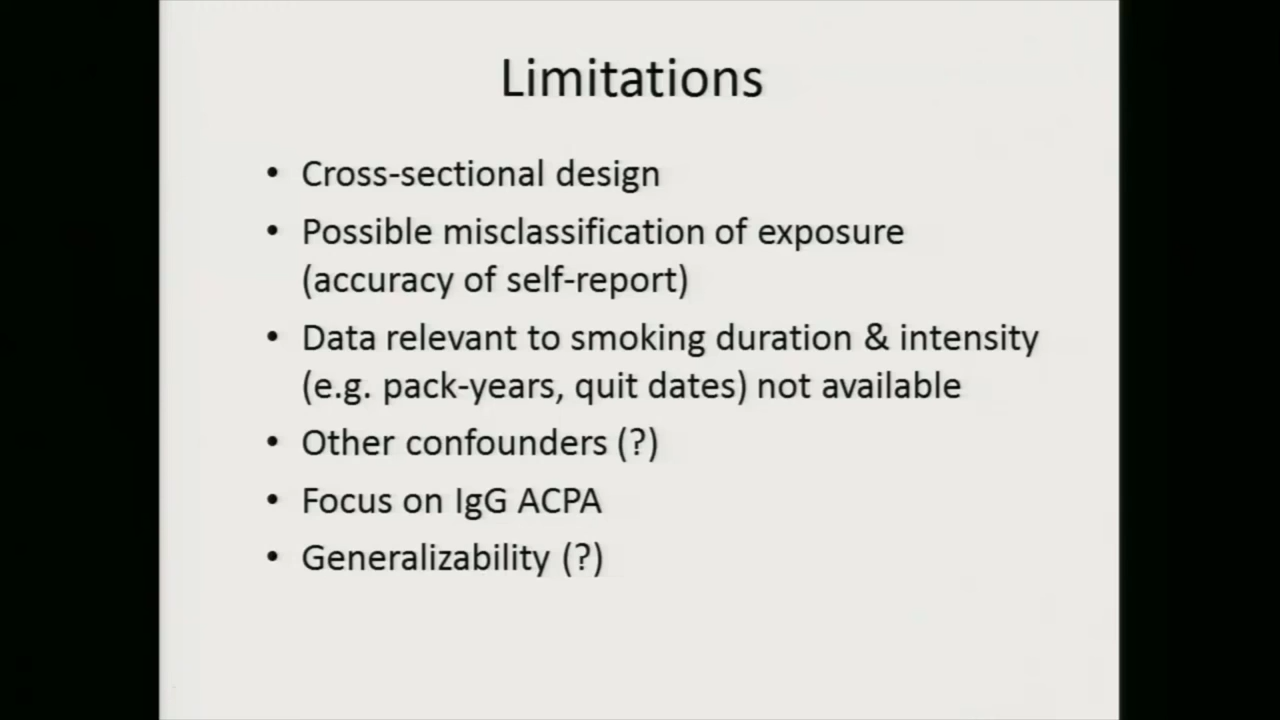 Limitations
• Cross-sectional design
• Possible misclassification of exposure
(accuracy of self-report)
• Data relevant to smoking duration & intensity
(e.g. pack-years, quit dates) not available
• Other confounders (?)
• Focus on IgG ACPA
• Generalizability (?)